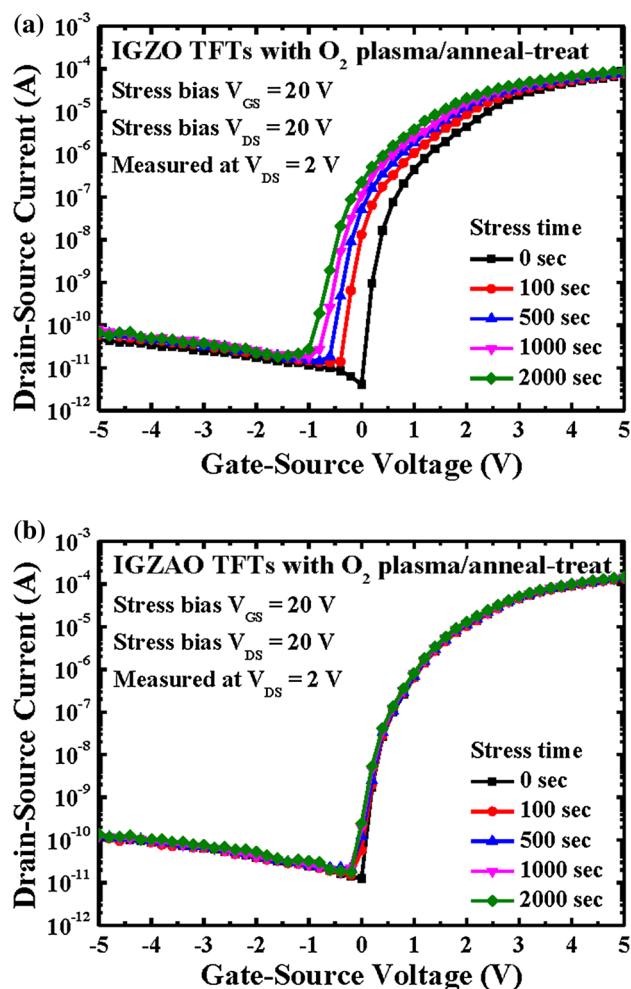 (a)
IGZO TFTs with O2 plasma/anneal-treat
Stress bias VGS = 20 V
Stress bias VDS = 20 V
Measured at VDS = 2 V
Stress time
0 sec
100 sec
500 sec
1000 sec
2000 sec
10-3
10-4
10-5
10-6
10-7
10-8
10-9
10-10
10-11
10-12
Drain-Source Current (A)
-5 -4 -3 -2 -1 0 1 2 3 4 5
Gate-Source Voltage (V)
(b)
IGZAO TFTs with O2 plasma/anneal-treat
Stress bias VGS = 20 V
Stress bias VDS = 20 V
Measured at VDS = 2 V
Stress time
0 sec
100 sec
500 sec
1000 sec
2000 sec
10-3
10-4
10-5
10-6
10-7
10-8
10-9
10-10
10-11
10-12
Drain-Source Current (A)
-5 -4 -3 -2 -1 0 1 2 3 4 5
Gate-Source Voltage (V)